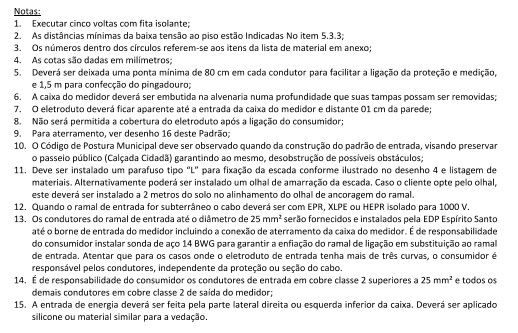 Notas:
1. Executar cinco voltas com fita isolante;
2. As distâncias mínimas da baixa tensão ao piso estão Indicadas No item 5.3.3;
3. Os números dentro dos círculos referem-se aos itens da lista de material em anexo;
4. As cotas são dadas em milímetros;
5. Deverá ser deixada uma ponta mínima de 80 cm em cada condutor para facilitar a ligação da proteção e medição,
e 1,5 m para confecção do pingadouro;
6. A caixa do medidor deverá ser embutida na alvenaria numa profundidade que suas tampas possam ser removidas;
7. O eletroduto deverá ficar aparente até a entrada da caixa do medidor e distante 01 cm da parede;
8. Não será permitida a cobertura do eletroduto após a ligação do consumidor;
9. Para aterramento, ver desenho 16 deste Padrão;
10. O Código de Postura Municipal deve ser observado quando da construção do padrão de entrada, visando preservar
o passeio público (Calçada Cidadã) garantindo ao mesmo, desobstrução de possíveis obstáculos;
11. Deve ser instalado um parafuso tipo "L" para fixação da escada conforme ilustrado no desenho 4 e listagem de
materiais. Alternativamente poderá ser instalado um olhal de amarração da escada. Caso o cliente opte pelo olhal,
este deverá ser instalado a 2 metros do solo no alinhamento do olhal de ancoragem do ramal.
12. Quando o ramal de entrada for subterrâneo o cabo deverá ser com EPR, XLPE ou HEPR isolado para 1000 V.
13. Os condutores do ramal de entrada até o diâmetro de 25 mm² serão fornecidos e instalados pela EDP Espírito Santo
até o borne de entrada do medidor incluindo a conexão de aterramento da caixa do medidor. É de responsabilidade
do consumidor instalar sonda de aço 14 BWG para garantir a enfiação do ramal de ligação em substituição ao ramal
de entrada. Atentar que para os casos onde o eletroduto de entrada tenha mais de três curvas, o consumidor é
responsável pelos condutores, independente da proteção ou seção do cabo.
14. É de responsabilidade do consumidor os condutores de entrada em cobre classe 2 superiores a 25 mm² e todos os
demais condutores em cobre classe 2 de saída do medidor;
15. A entrada de energia deverá ser feita pela parte lateral direita ou esquerda inferior da caixa. Deverá ser aplicado
silicone ou material similar para a vedação.